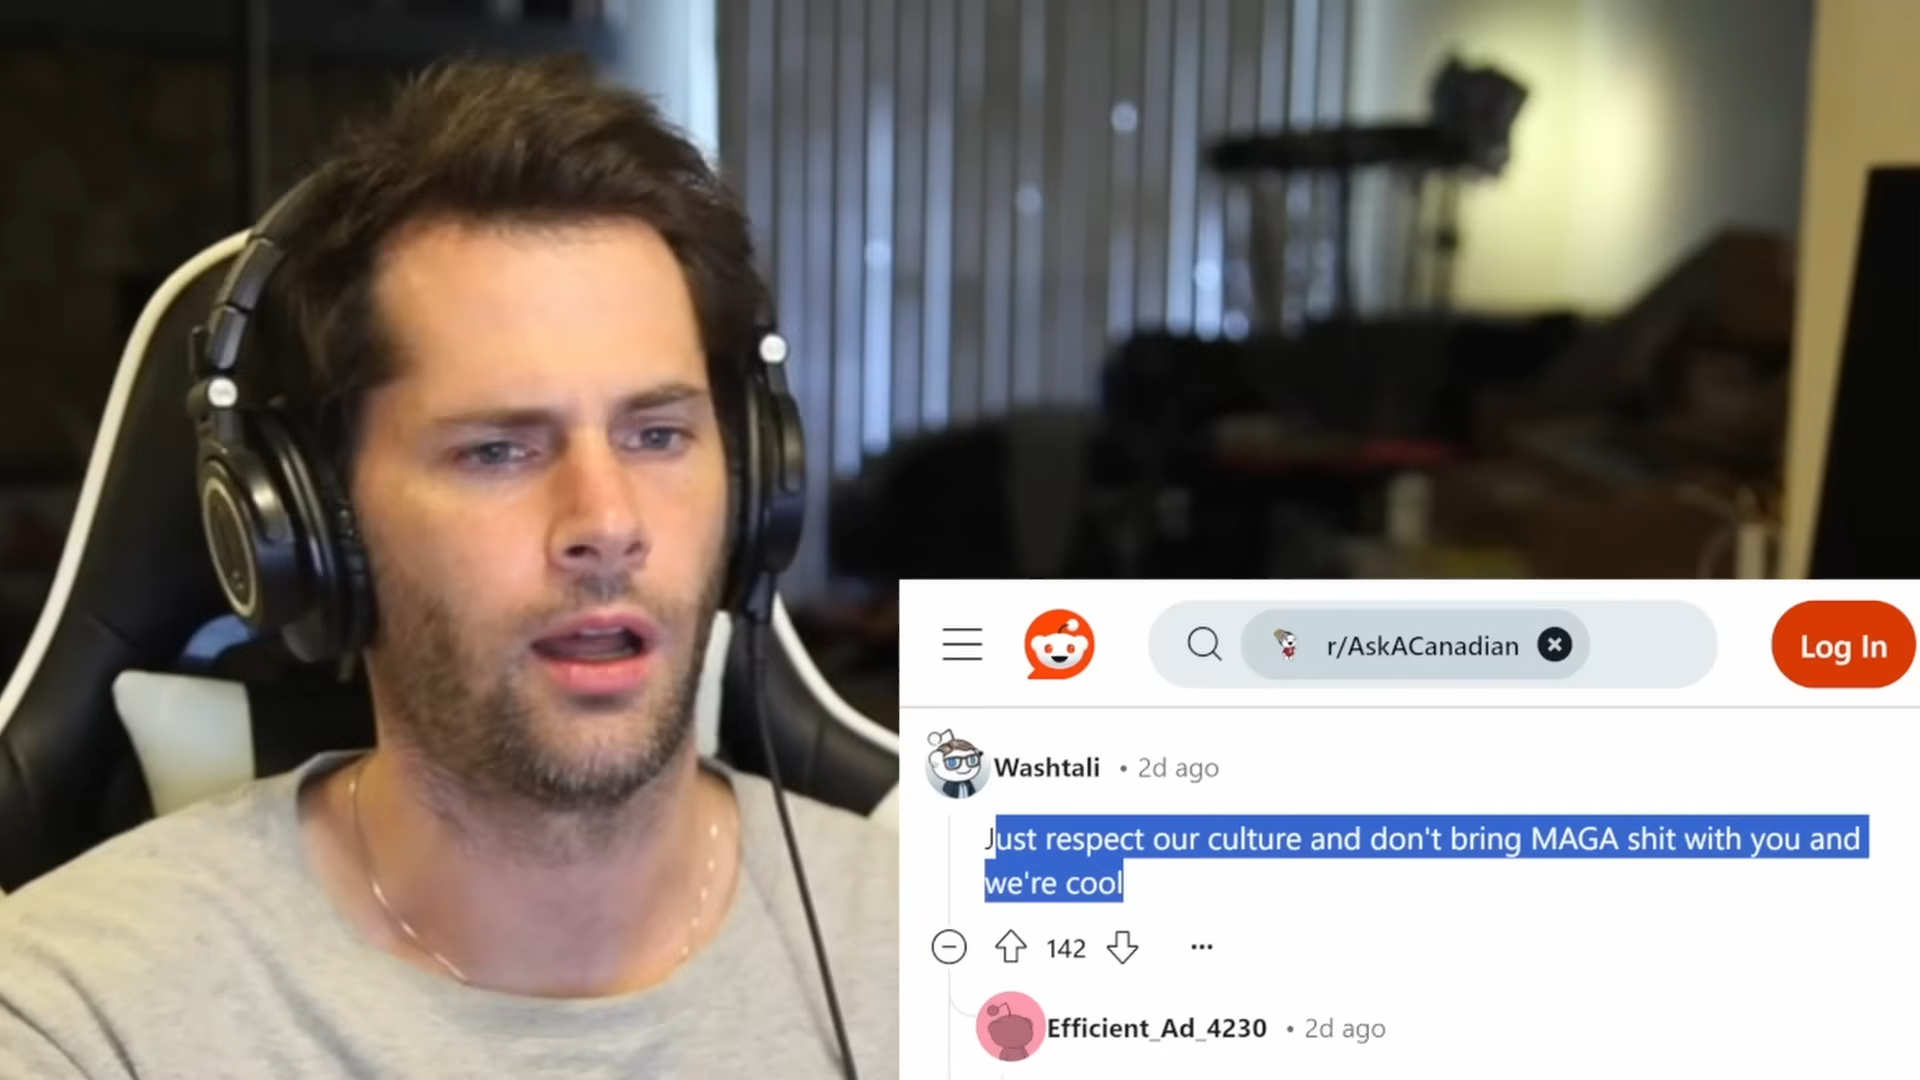 r/AskACanadian
Log In
Washtali • 2d ago
Just respect our culture and don't bring MAGA shit with you and
we're cool
142
Efficient_Ad_4230 • 2d ago